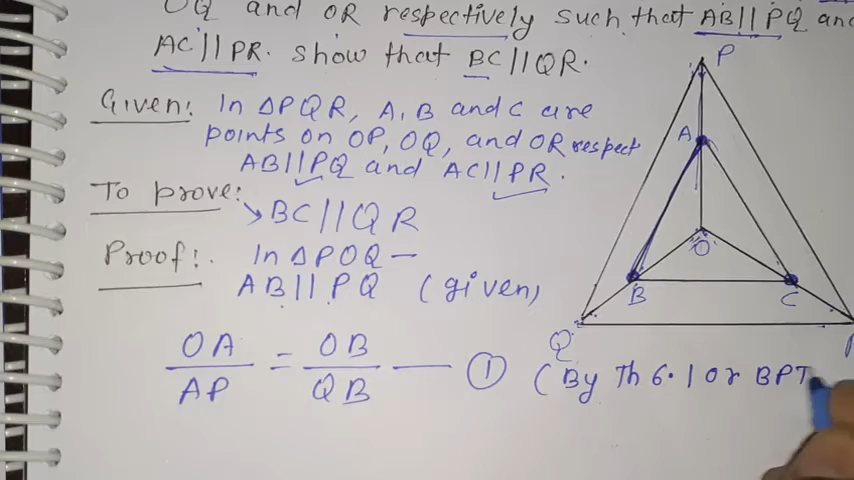 OQ and OR respectively such that AB||PQ and
AC||PR. show that BC||QR.
Given: In ΔPQR, A, B and C are
points on OP, OQ, and OR respect
AB||PQ and AC||PR.
To prove:
BC||QR
Proof:. In ΔPOQ —
AB||PQ (given)
OA/AP = OB/QB — ① (By Th 6.1 or BPT
P
A
O
B
C
Q